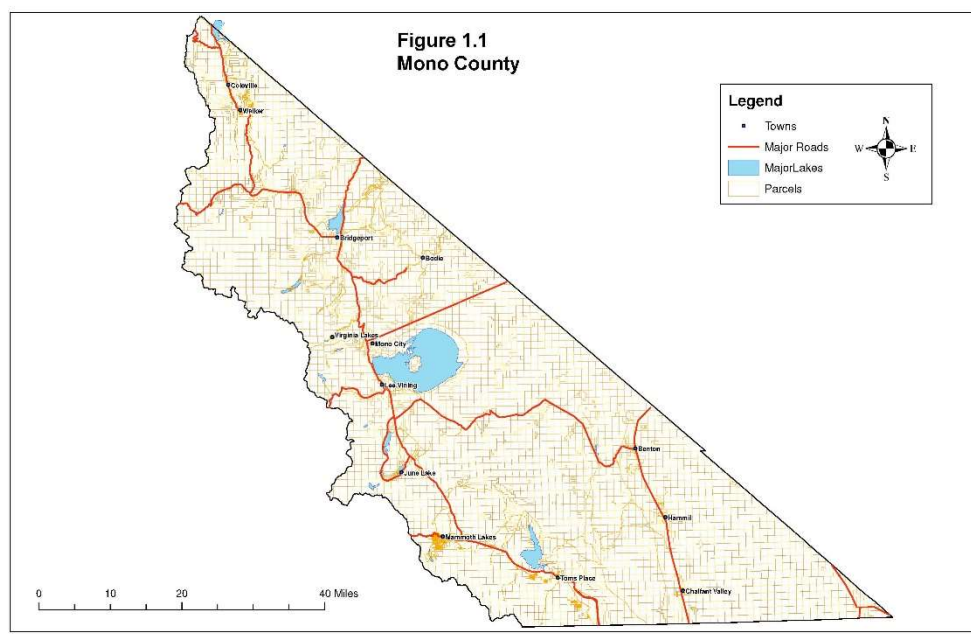 Figure 1.1
Mono County
Legend
Towns
Major Roads
MajorLakes
Parcels
N
W
E
S
Coleville
Walker
Bridgeport
Bodie
Virginia Lakes
Mono City
Lee Vining
Benton
June Lake
Hammil
Mammoth Lakes
Toms Place
Chalfant Valley
0 20 40 Miles